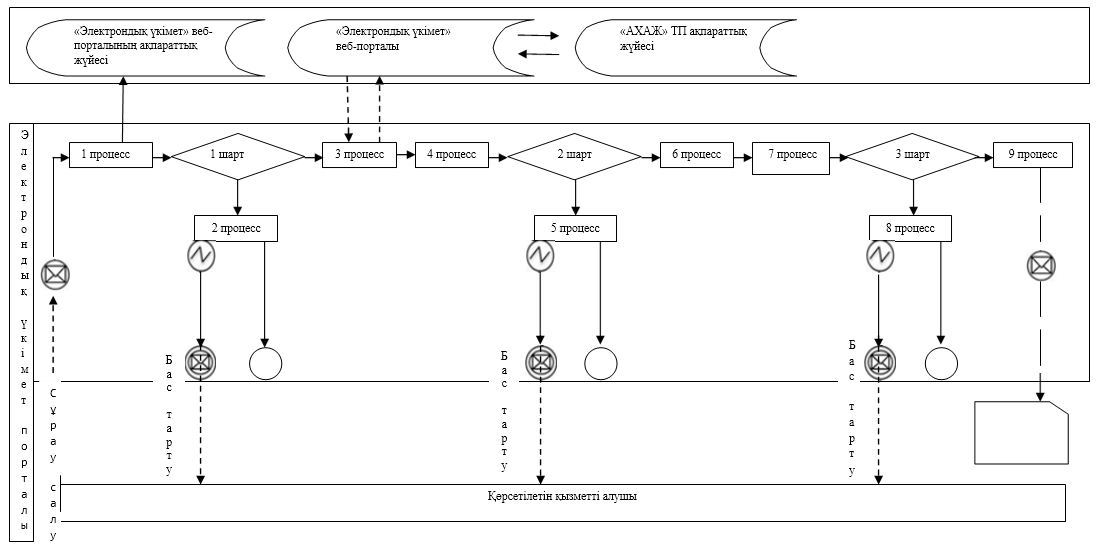 «Электрондық үкімет» веб-
порталының ақпараттық
жүйесі
«Электрондық үкімет»
веб-порталы
«АХАЖ» ТП ақпараттық
жүйесі
Электрондық үкімет порталы
1 процесс
1 шарт
3 процесс
4 процесс
2 шарт
6 процесс
7 процесс
3 шарт
9 процесс
2 процесс
5 процесс
8 процесс
Бас тарту
Бас тарту
Бас тарту
Сұрау салу
Көрсетілетін қызметті алушы